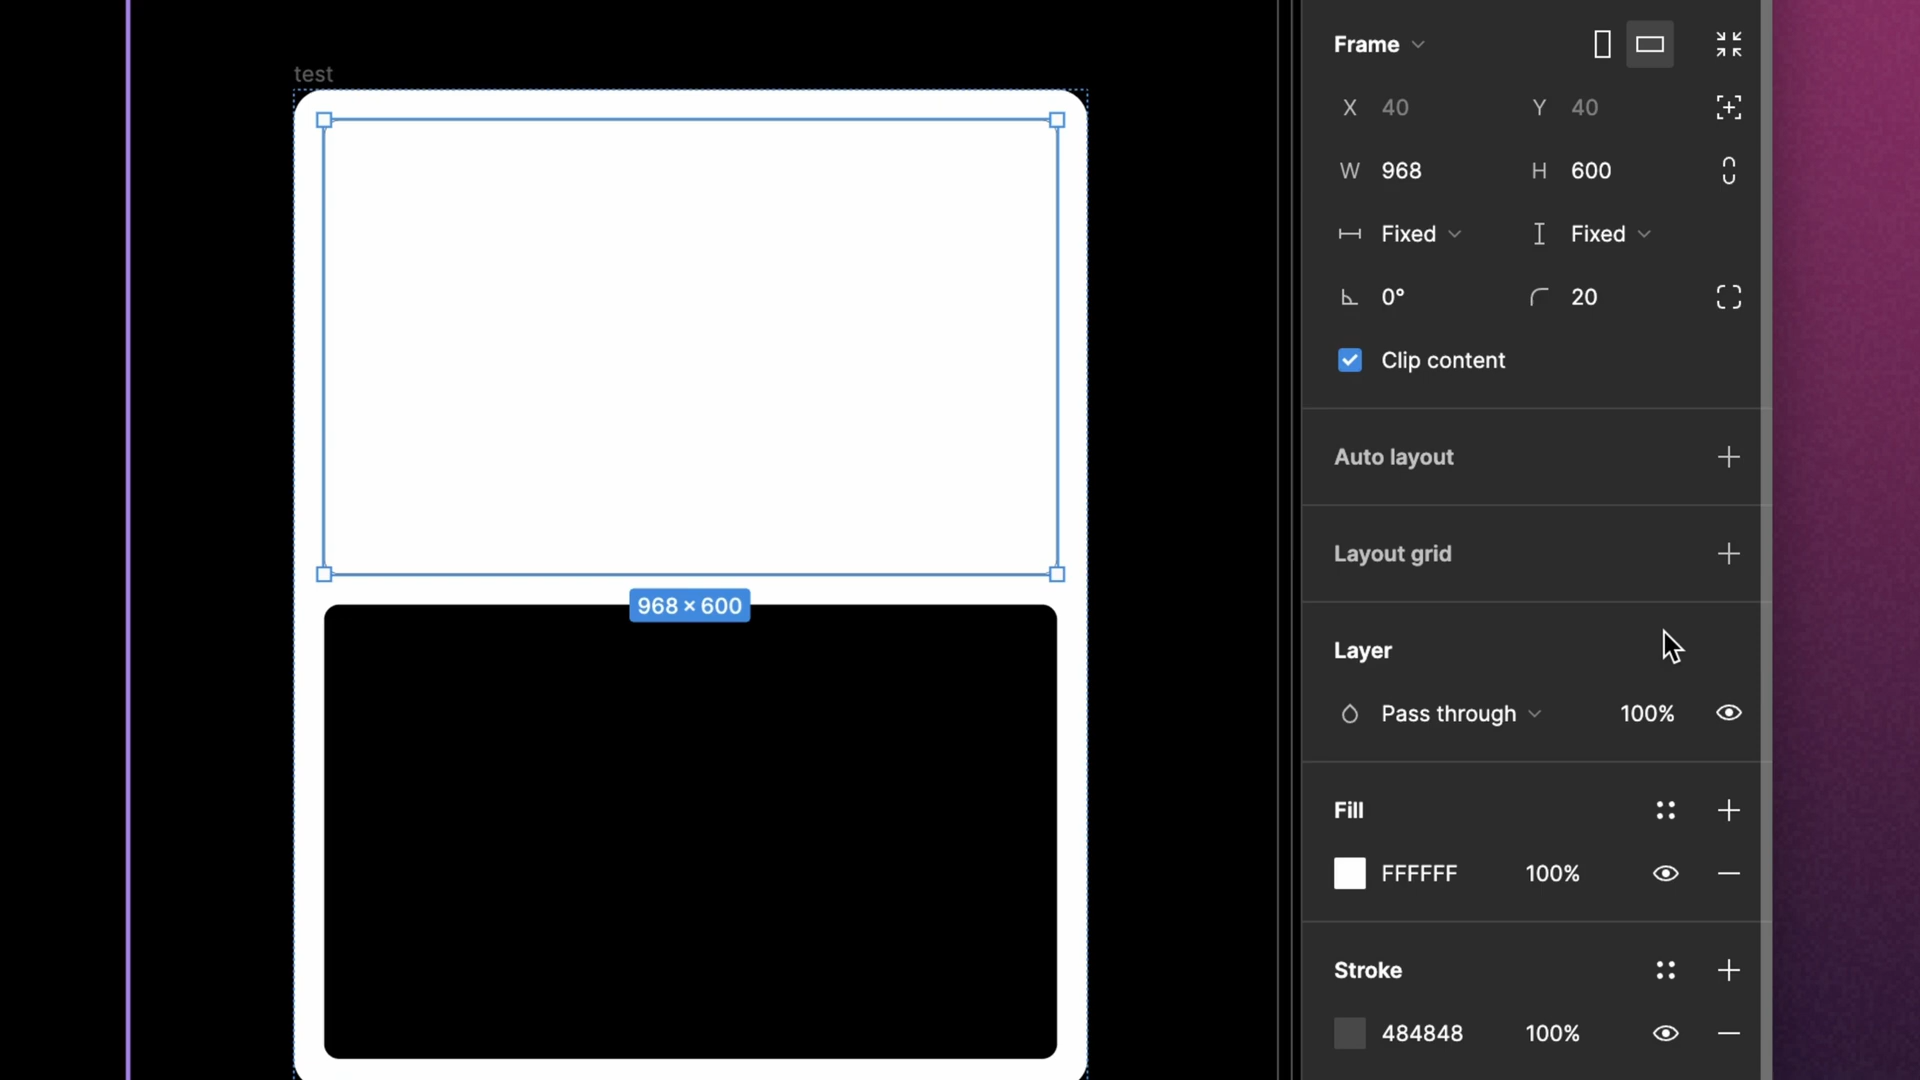 test
968 × 600
Frame
X 40 Y 40
W 968 H 600
Fixed Fixed
0° 20
Clip content
Auto layout
Layout grid
Layer
Pass through 100%
Fill
FFFFFF 100%
Stroke
484848 100%